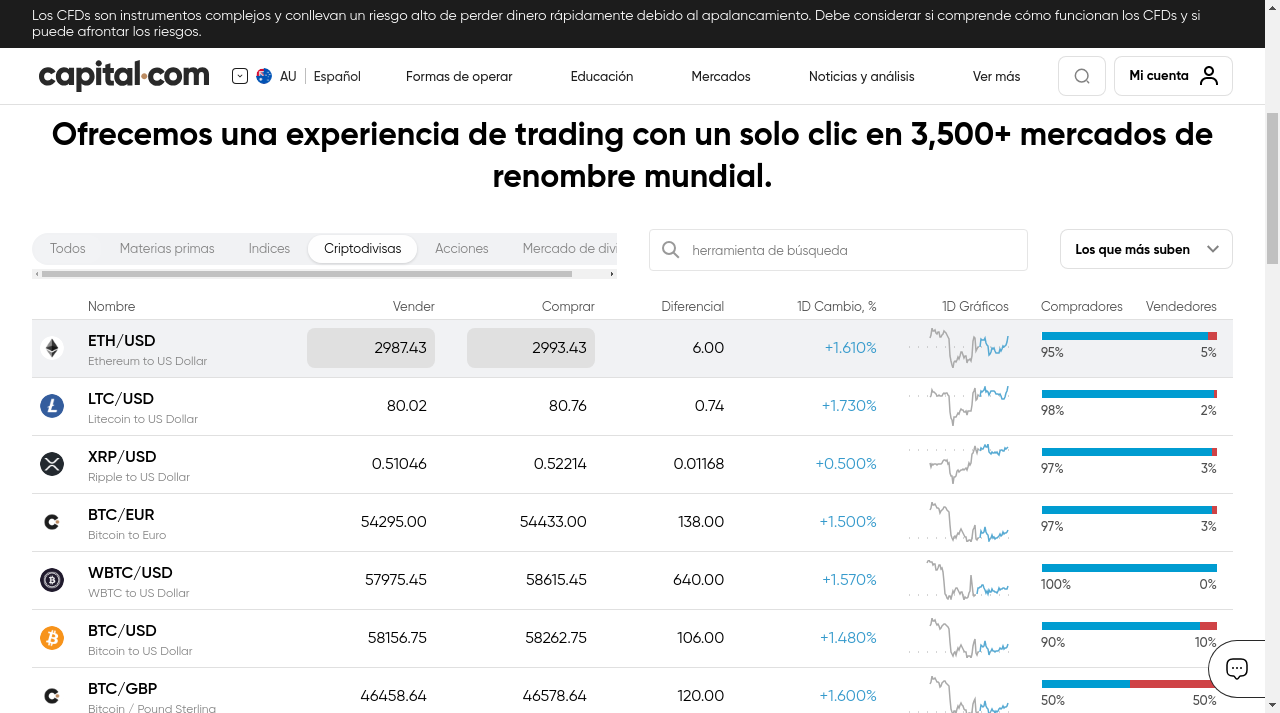 Los CFDs son instrumentos complejos y conllevan un riesgo alto de perder dinero rápidamente debido al apalancamiento. Debe considerar si comprende cómo funcionan los CFDs y si
puede afrontar los riesgos.
capital.com AU Español Formas de operar Educación Mercados Noticias y análisis Ver más Mi cuenta
Ofrecemos una experiencia de trading con un solo clic en 3,500+ mercados de
renombre mundial.
Todos Materias primas Indices Criptodivisas Acciones Mercado de divi herramienta de búsqueda Los que más suben
Nombre Vender Comprar Diferencial 1D Cambio, % 1D Gráficos Compradores Vendedores
ETH/USD 2987.43 2993.43 6.00 +1.610%
Ethereum to US Dollar 95% 5%
LTC/USD 80.02 80.76 0.74 +1.730%
Litecoin to US Dollar 98% 2%
XRP/USD 0.51046 0.52214 0.01168 +0.500%
Ripple to US Dollar 97% 3%
BTC/EUR 54295.00 54433.00 138.00 +1.500%
Bitcoin to Euro 97% 3%
WBTC/USD 57975.45 58615.45 640.00 +1.570%
WBTC to US Dollar 100% 0%
BTC/USD 58156.75 58262.75 106.00 +1.480%
Bitcoin to US Dollar 90% 10%
BTC/GBP 46458.64 46578.64 120.00 +1.600%
Bitcoin / Pound Sterling 50% 50%